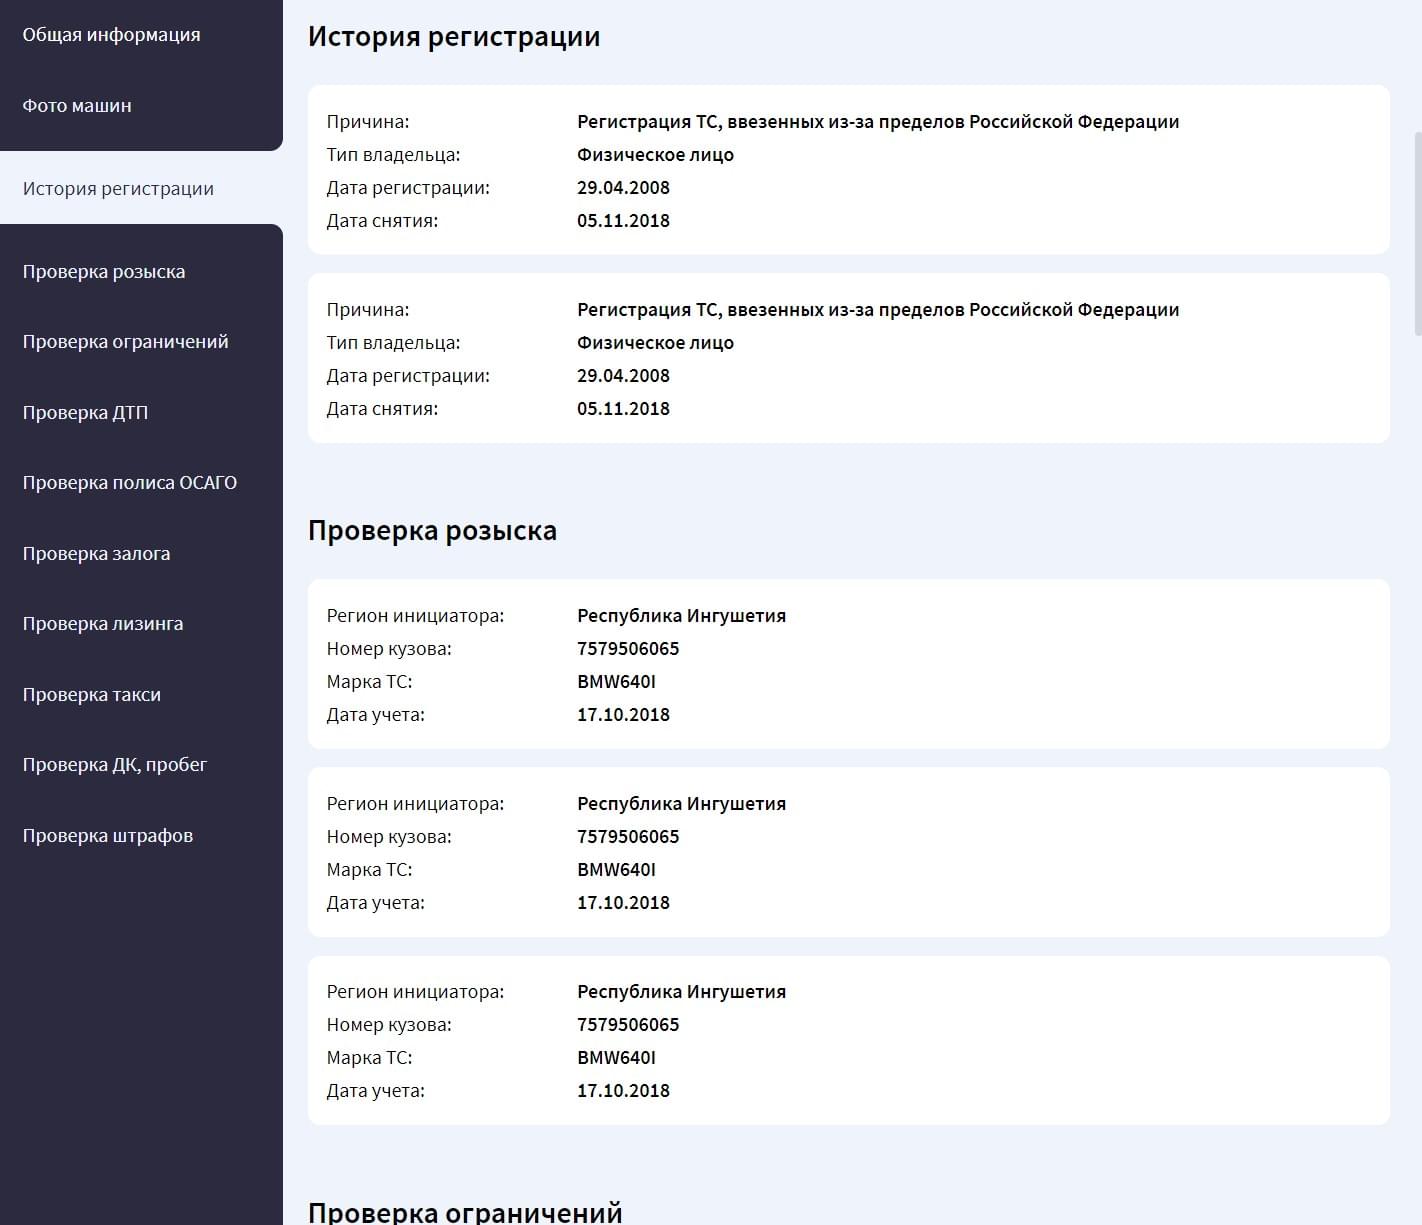 Общая информация
Фото машин
История регистрации
Проверка розыска
Проверка ограничений
Проверка ДТП
Проверка полиса ОСАГО
Проверка залога
Проверка лизинга
Проверка такси
Проверка ДК, пробег
Проверка штрафов
История регистрации
Причина: Регистрация ТС, ввезенных из-за пределов Российской Федерации
Тип владельца: Физическое лицо
Дата регистрации: 29.04.2008
Дата снятия: 05.11.2018
Причина: Регистрация ТС, ввезенных из-за пределов Российской Федерации
Тип владельца: Физическое лицо
Дата регистрации: 29.04.2008
Дата снятия: 05.11.2018
Проверка розыска
Регион инициатора: Республика Ингушетия
Номер кузова: 7579506065
Марка ТС: BMW640I
Дата учета: 17.10.2018
Регион инициатора: Республика Ингушетия
Номер кузова: 7579506065
Марка ТС: BMW640I
Дата учета: 17.10.2018
Регион инициатора: Республика Ингушетия
Номер кузова: 7579506065
Марка ТС: BMW640I
Дата учета: 17.10.2018
Проверка ограничений